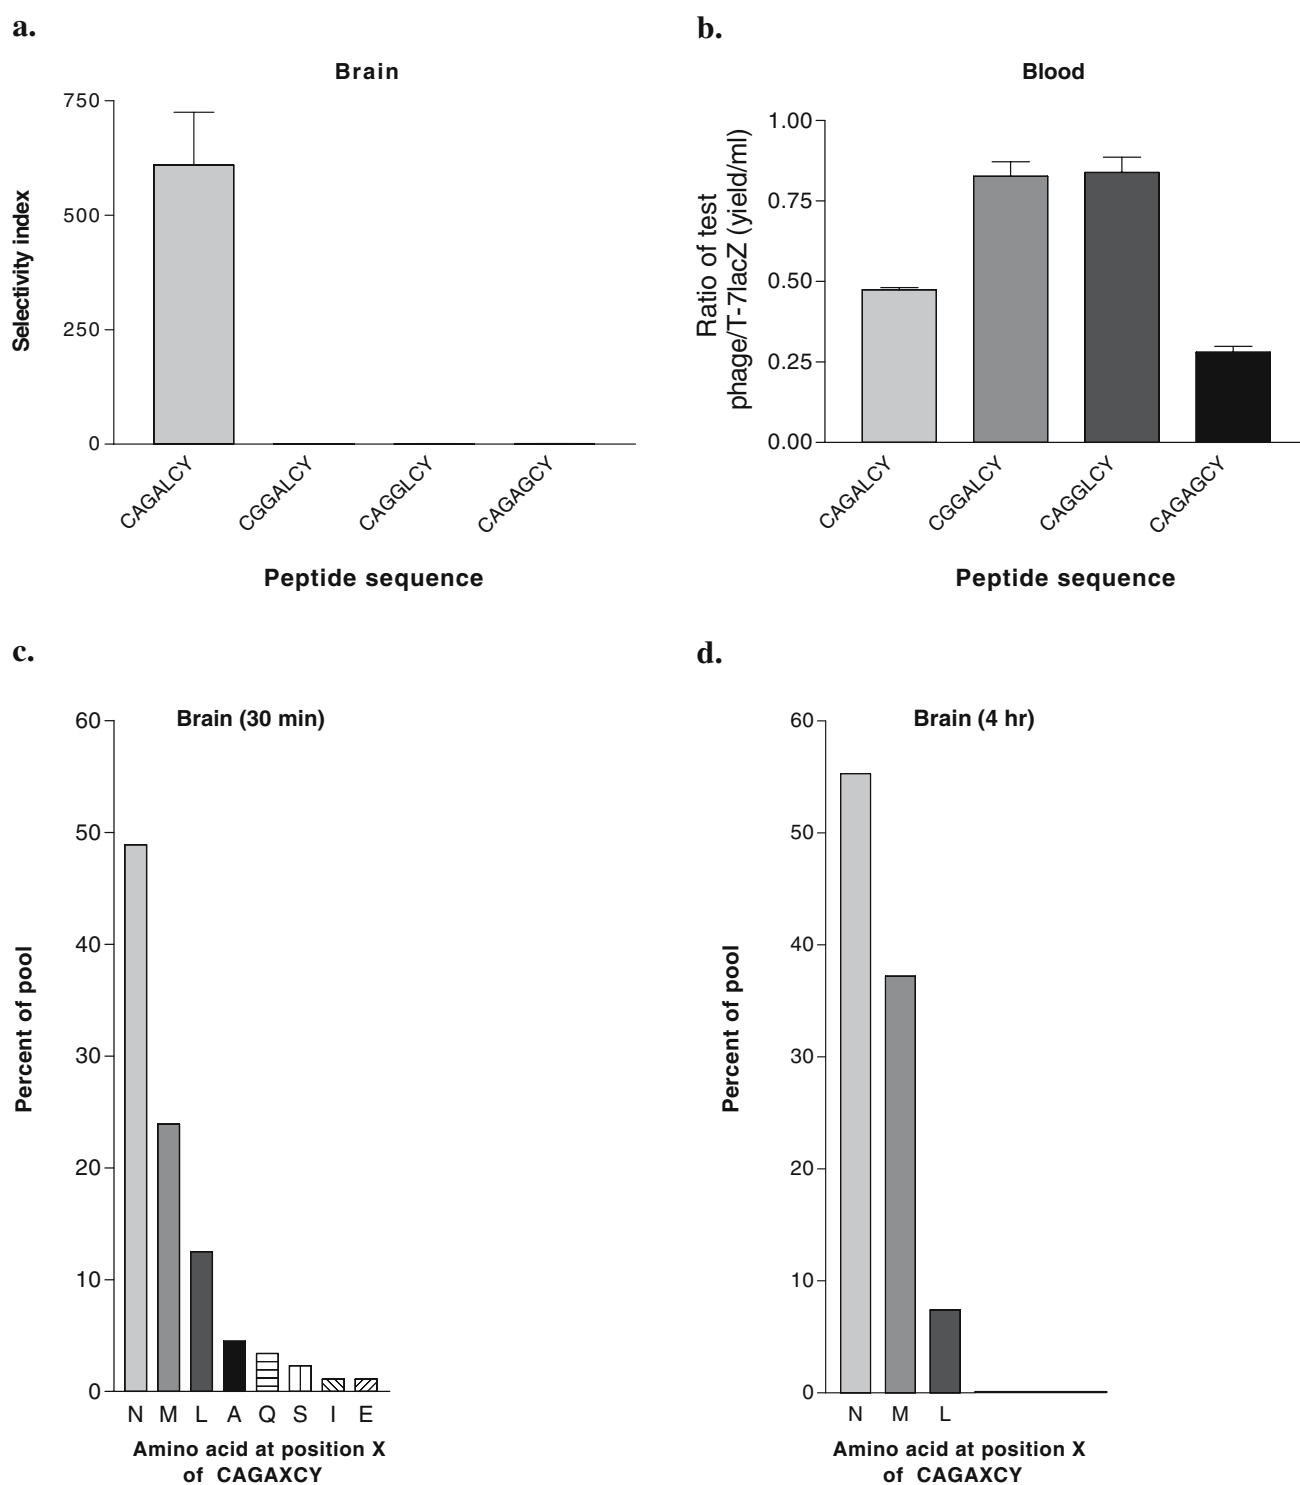 a.
Brain
Selectivity index
750
500
250
0
CAGALCY
CGGALCY
CAGGLCY
CAGAGCY
Peptide sequence
b.
Blood
Ratio of test
phage/T-7lacZ (yield/ml)
1.00
0.75
0.50
0.25
0.00
CAGALCY
CGGALCY
CAGGLCY
CAGAGCY
Peptide sequence
c.
Brain (30 min)
Percent of pool
60
50
40
30
20
10
0
N M L A Q S I E
Amino acid at position X
of CAGAXCY
d.
Brain (4 hr)
Percent of pool
60
50
40
30
20
10
0
N M L
Amino acid at position X
of CAGAXCY